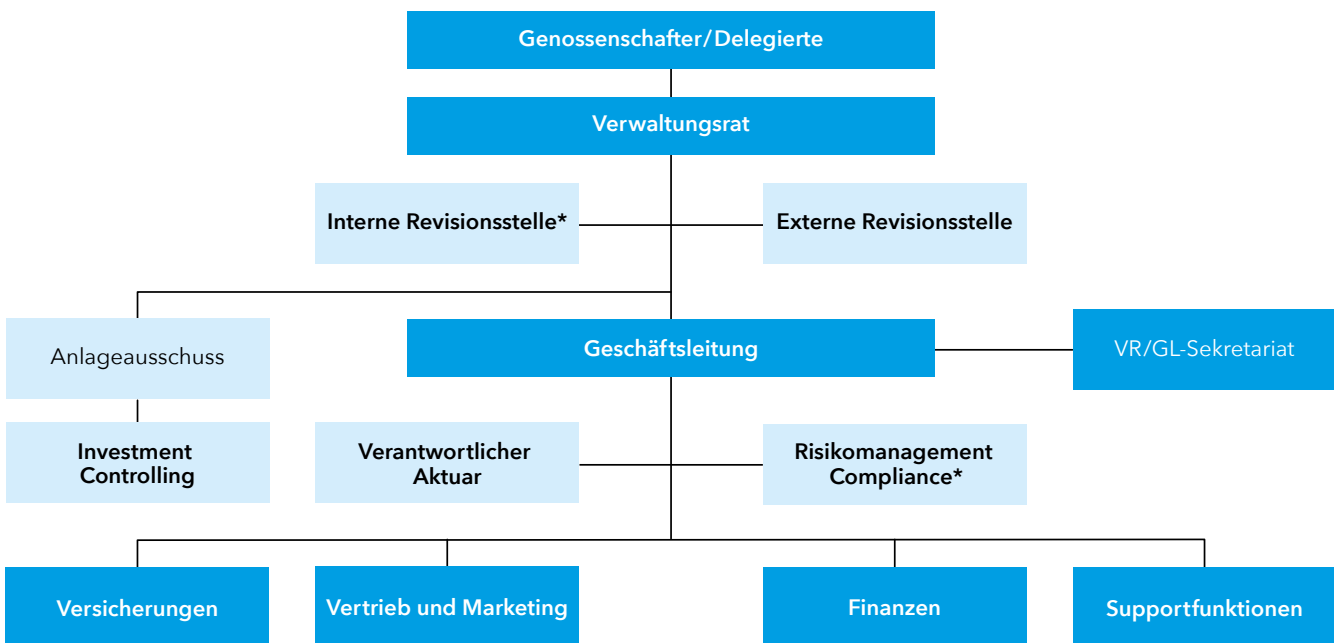 Genossenschafter/Delegierte
Verwaltungsrat
Interne Revisionsstelle*
Externe Revisionsstelle
Anlageausschuss
Geschäftsleitung
VR/GL-Sekretariat
Investment
Controlling
Verantwortlicher
Aktuar
Risikomanagement
Compliance*
Versicherungen
Vertrieb und Marketing
Finanzen
Supportfunktionen